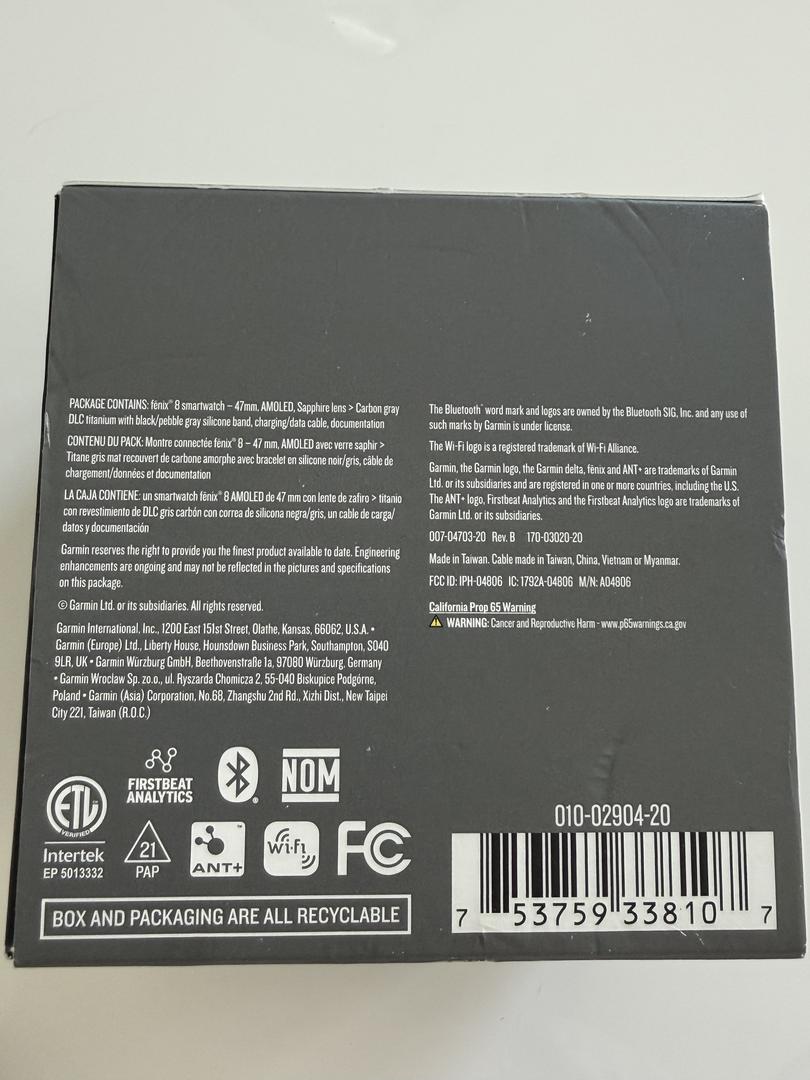 PACKAGE CONTAINS: fēnix® 8 smartwatch – 47mm, AMOLED, Sapphire lens > Carbon gray
DLC titanium with black/pebble gray silicone band, charging/data cable, documentation
CONTENU DU PACK: Montre connectée fēnix® 8 – 47 mm, AMOLED avec verre saphir >
Titane gris mat recouvert de carbone amorphe avec bracelet en silicone noir/gris, câble de
chargement/données et documentation
LA CAJA CONTIENE: un smartwatch fēnix® 8 AMOLED de 47 mm con lente de zafiro > titanio
con revestimiento de DLC gris carbón con correa de silicona negra/gris, un cable de carga/
datos y documentación
Garmin reserves the right to provide you the finest product available to date. Engineering
enhancements are ongoing and may not be reflected in the pictures and specifications
on this package.
© Garmin Ltd. or its subsidiaries. All rights reserved.
Garmin International, Inc., 1200 East 151st Street, Olathe, Kansas, 66062, U.S.A. •
Garmin (Europe) Ltd., Liberty House, Hounsdown Business Park, Southampton, SO40
9LR, UK • Garmin Würzburg GmbH, Beethovenstraße 1a, 97080 Würzburg, Germany
• Garmin Wroclaw Sp. zo.o., ul. Ryszarda Chomicza 2, 55-040 Biskupice Podgórne,
Poland • Garmin (Asia) Corporation, No.68, Zhangshu 2nd Rd., Xizhi Dist., New Taipei
City 221, Taiwan (R.O.C.)
The Bluetooth® word mark and logos are owned by the Bluetooth SIG, Inc. and any use of
such marks by Garmin is under license.
The Wi-Fi logo is a registered trademark of Wi-Fi Alliance.
Garmin, the Garmin logo, the Garmin delta, fēnix and ANT+ are trademarks of Garmin
Ltd. or its subsidiaries and are registered in one or more countries, including the U.S.
The ANT+ logo, Firstbeat Analytics and the Firstbeat Analytics logo are trademarks of
Garmin Ltd. or its subsidiaries.
007-04703-20 Rev. B 170-03020-20
Made in Taiwan. Cable made in Taiwan, China, Vietnam or Myanmar.
FCC ID: IPH-04806 IC: 1792A-04806 M/N: A04806
California Prop 65 Warning
WARNING: Cancer and Reproductive Harm - www.p65warnings.ca.gov
FIRSTBEAT
ANALYTICS
NOM
ETL
VERIFIED
Intertek
EP 5013332
21
PAP
ANT+
Wi-Fi
FC
BOX AND PACKAGING ARE ALL RECYCLABLE
010-02904-20
7 53759 33810 7